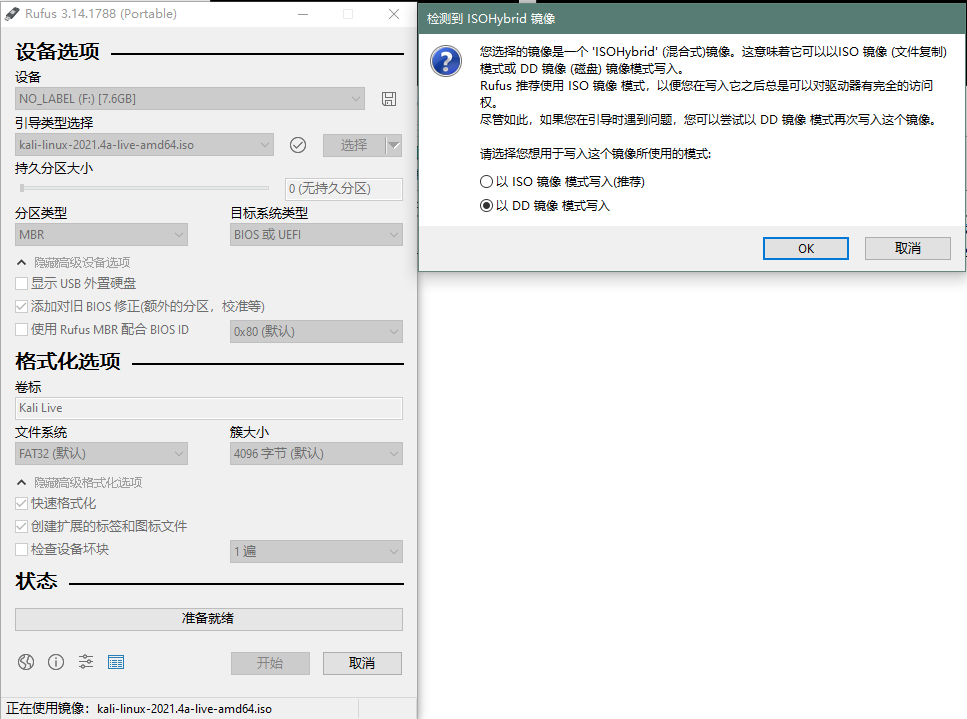 Rufus 3.14.1788 (Portable)
设备选项
设备
NO_LABEL (F:) [7.6GB]
引导类型选择
kali-linux-2021.4a-live-amd64.iso
选择
持久分区大小
0 (无持久分区)
分区类型
目标系统类型
MBR
BIOS 或 UEFI
隐藏高级设备选项
显示 USB 外置硬盘
添加对旧 BIOS 修正(额外的分区，校准等)
使用 Rufus MBR 配合 BIOS ID
0x80 (默认)
格式化选项
卷标
Kali Live
文件系统
簇大小
FAT32 (默认)
4096 字节 (默认)
隐藏高级格式化选项
快速格式化
创建扩展的标签和图标文件
检查设备坏块
1 遍
状态
准备就绪
开始
取消
正在使用镜像：kali-linux-2021.4a-live-amd64.iso
检测到 ISOHybrid 镜像
您选择的镜像是一个 'ISOHybrid' (混合式)镜像。这意味着它可以以ISO 镜像 (文件复制)
模式或 DD 镜像 (磁盘) 镜像模式写入。
Rufus 推荐使用 ISO 镜像 模式，以便您在写入它之后总是可以对驱动器有完全的访问
权。
尽管如此，如果您在引导时遇到问题，您可以尝试以 DD 镜像 模式再次写入这个镜像。
请选择您想用于写入这个镜像所使用的模式:
以 ISO 镜像 模式写入(推荐)
以 DD 镜像 模式写入
OK
取消